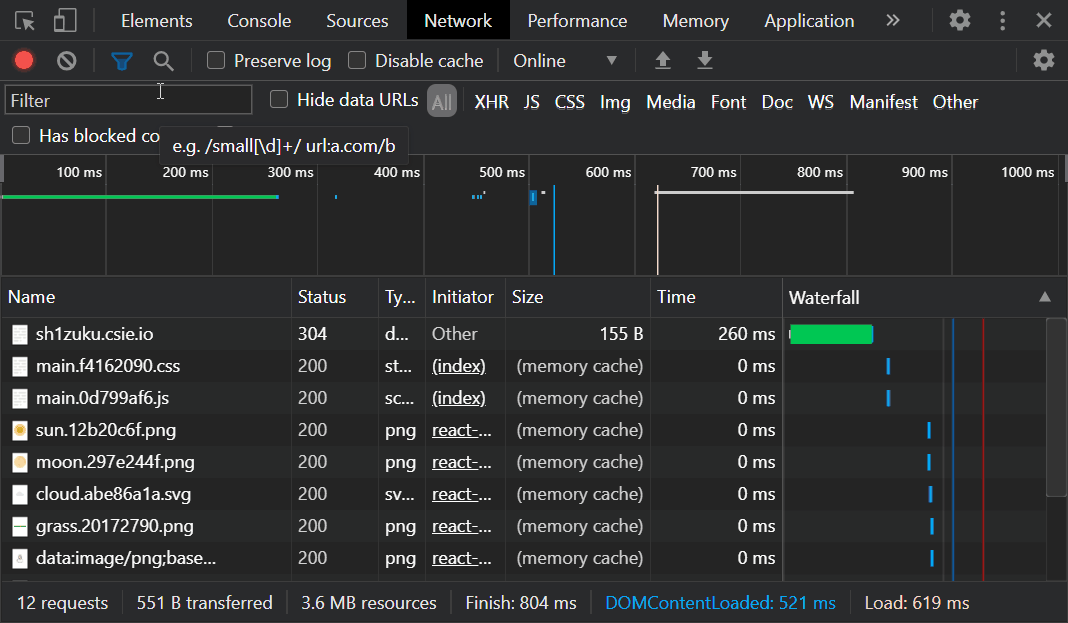 Elements Console Sources Network Performance Memory Application »
Preserve log Disable cache Online ▼
Filter Hide data URLs All XHR JS CSS Img Media Font Doc WS Manifest Other
Has blocked co
e.g. /small[\d]+/ url:a.com/b
100 ms 200 ms 300 ms 400 ms 500 ms 600 ms 700 ms 800 ms 900 ms 1000 ms
Name Status Ty... Initiator Size Time Waterfall ▲
sh1zuku.csie.io 304 d... Other 155 B 260 ms
main.f4162090.css 200 st... (index) (memory cache) 0 ms
main.0d799af6.js 200 sc... (index) (memory cache) 0 ms
sun.12b20c6f.png 200 png react-... (memory cache) 0 ms
moon.297e244f.png 200 png react-... (memory cache) 0 ms
cloud.abe86a1a.svg 200 sv... react-... (memory cache) 0 ms
grass.20172790.png 200 png react-... (memory cache) 0 ms
data:image/png;base... 200 png react-... (memory cache) 0 ms
12 requests 551 B transferred 3.6 MB resources Finish: 804 ms DOMContentLoaded: 521 ms Load: 619 ms